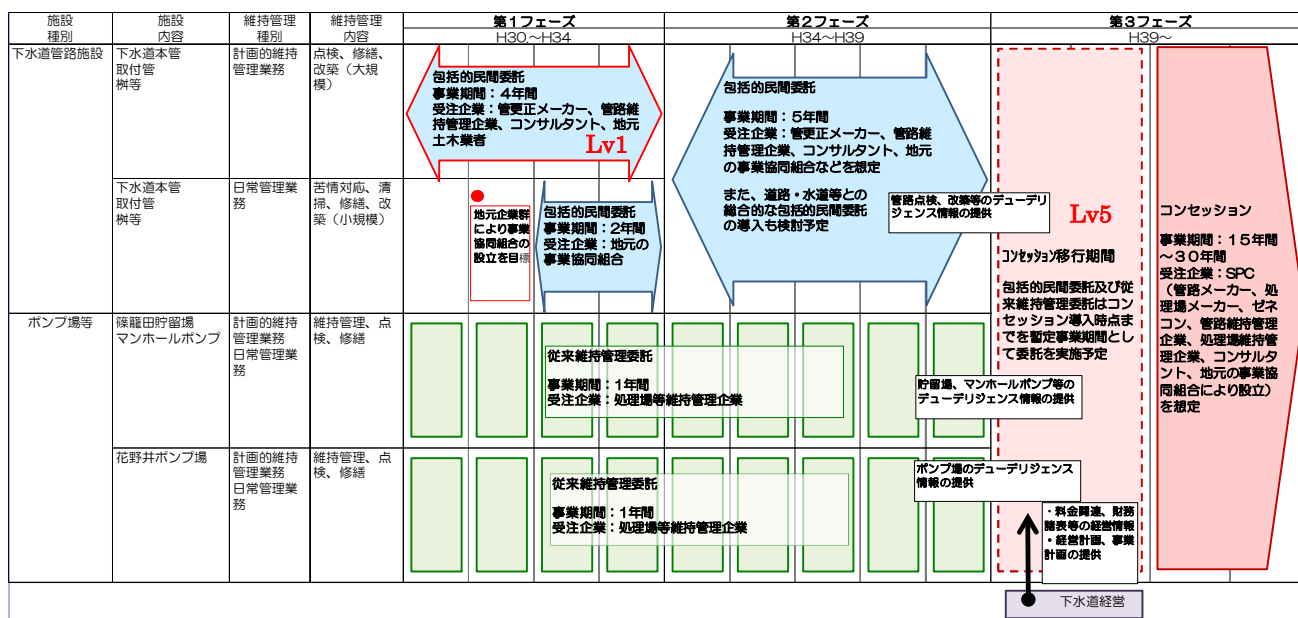 施設
種別
施設
内容
維持管理
種別
維持管理
内容
第1フェーズ
H30.~H34
第2フェーズ
H34~H39
第3フェーズ
H39~
下水道管路施設
下水道本管
取付管
桝等
計画的維持
管理業務
点検、修繕、
改築(大規
模)
包括的民間委託
事業期間:4年間
受注企業:管更正メーカー、管路維
持管理企業、コンサルタント、地元
土木業者
Lv1
包括的民間委託
事業期間:5年間
受注企業:管更正メーカー、管路維
持管理企業、コンサルタント、地元
の事業協同組合などを想定
また、道路・水道等との
総合的な包括的民間委託
の導入も検討予定
下水道本管
取付管
桝等
日常管理業
務
苦情対応、清
掃、修繕、改
築(小規模)
地元企業群
により事業
協同組合の
設立を目標
包括的民間委託
事業期間:2年間
受注企業:地元の
事業協同組合
管路点検、改築等のデューデリ
ジェンス情報の提供
Lv5
コンセッション移行期間
包括的民間委託及び従
来維持管理委託はコン
セッション導入時点ま
でを暫定事業期間とし
て委託を実施予定
コンセッション
事業期間:15年間
~30年間
受注企業:SPC
(管路メーカー、処
理場メーカー、ゼネ
コン、管路維持管理
企業、処理場維持管
理企業、コンサルタ
ント、地元の事業協
同組合により設立)
を想定
ポンプ場等
篠籠田貯留場
マンホールポンプ
計画的維持
管理業務
日常管理業
務
維持管理、点
検、修繕
従来維持管理委託
事業期間:1年間
受注企業:処理場等維持管理企業
貯留場、マンホールポンプ等の
デューデリジェンス情報の提供
花野井ポンプ場
計画的維持
管理業務
日常管理業
務
維持管理、点
検、修繕
従来維持管理委託
事業期間:1年間
受注企業:処理場等維持管理企業
ポンプ場のデューデリジェンス
情報の提供
・料金関連、財務
諸表等の経営情報
・経営計画、事業
計画の提供
下水道経営